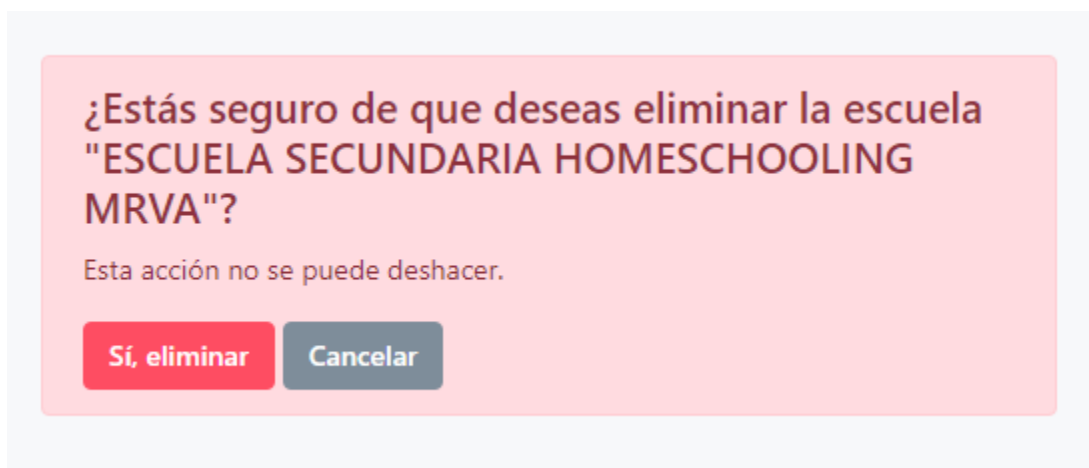 ¿Estás seguro de que deseas eliminar la escuela
"ESCUELA SECUNDARIA HOMESCHOOLING
MRVA"?
Esta acción no se puede deshacer.
Sí, eliminar
Cancelar